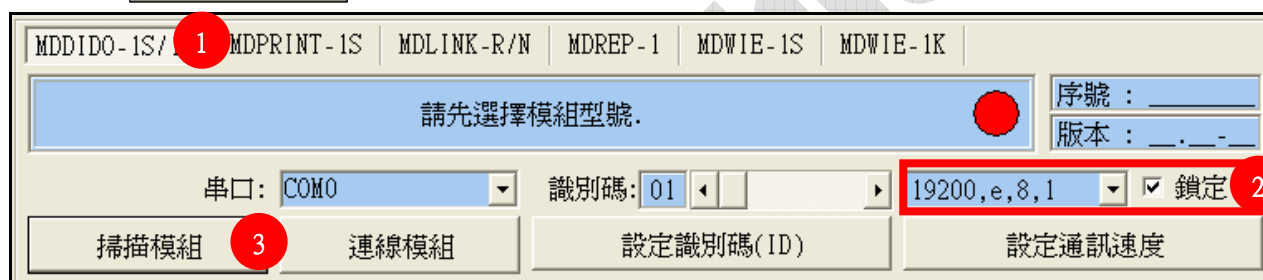 MDDIDO-1S/ 1 MDPRINT-1S MDLINK-R/N MDREP-1 MDWIE-1S MDWIE-1K
請先選擇模組型號.
序號 : _______
版本 : __.__-__
串口: COM0 識別碼: 01 19200,e,8,1 鎖定 2
掃描模組 3 連線模組 設定識別碼(ID) 設定通訊速度